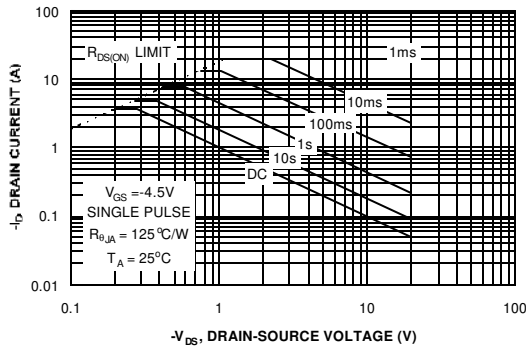 100
10
1
0.1
0.01
-I_D, DRAIN CURRENT (A)
R_DS(ON) LIMIT
1ms
10ms
100ms
1s
10s
DC
V_GS = -4.5V
SINGLE PULSE
R_θJA = 125°C/W
T_A = 25°C
0.1 1 10 100
-V_DS, DRAIN-SOURCE VOLTAGE (V)